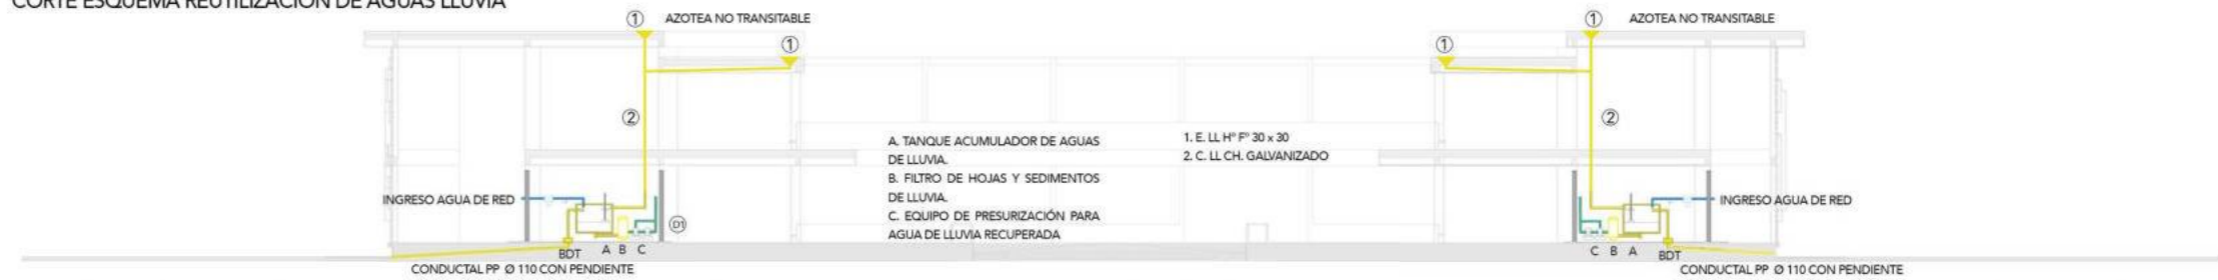 CORTE ESQUEMA REUTILIZACIÓN DE AGUAS LLUVIA
1 AZOTEA NO TRANSITABLE
1
1
1 AZOTEA NO TRANSITABLE
2
2
A. TANQUE ACUMULADOR DE AGUAS
DE LLUVIA.
B. FILTRO DE HOJAS Y SEDIMENTOS
DE LLUVIA.
C. EQUIPO DE PRESURIZACIÓN PARA
AGUA DE LLUVIA RECUPERADA
1. E. LL Hº Fº 30 x 30
2. C. LL CH. GALVANIZADO
INGRESO AGUA DE RED
D1
INGRESO AGUA DE RED
BDT A B C
C B A BDT
CONDUCTAL PP Ø 110 CON PENDIENTE
CONDUCTAL PP Ø 110 CON PENDIENTE